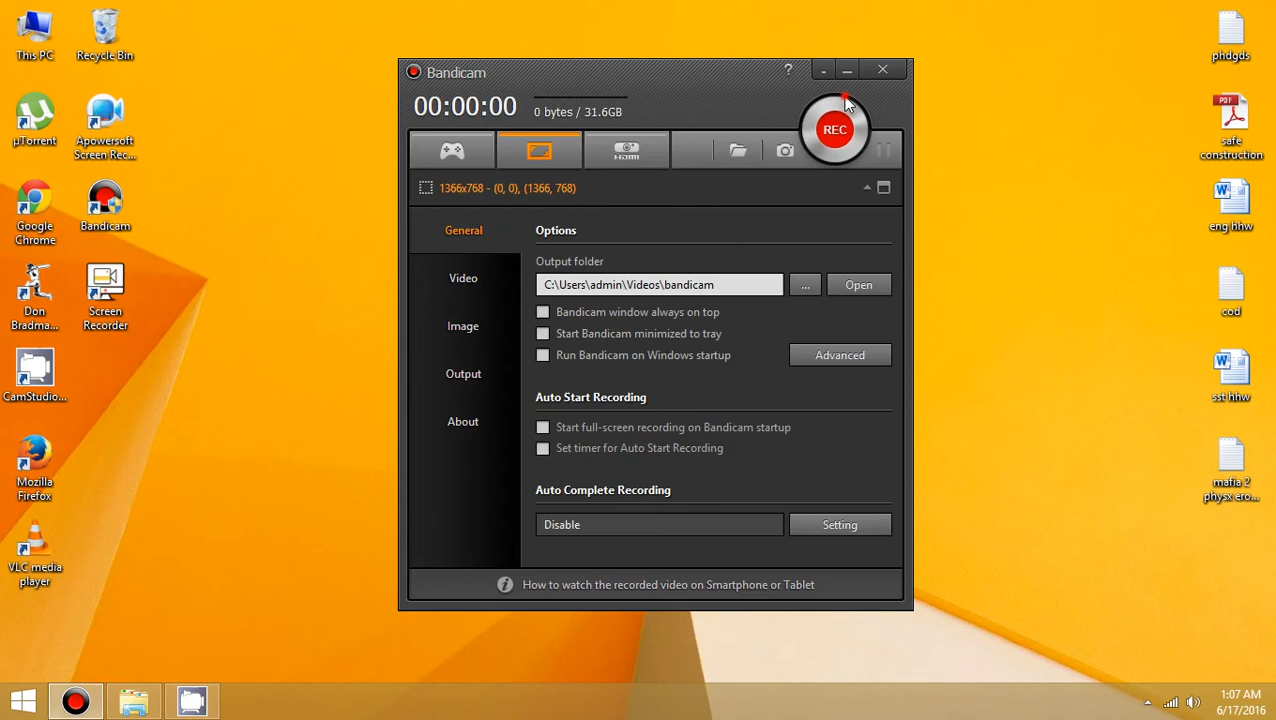 This PC
Recycle Bin
µTorrent
Apowersoft
Screen Rec...
Google
Chrome
Bandicam
Don
Bradma...
Screen
Recorder
CamStudio...
Mozilla
Firefox
VLC media
player
Bandicam
?
00:00:00
0 bytes / 31.6GB
REC
HDMI
1366x768 - (0, 0), (1366, 768)
General
Video
Image
Output
About
Options
Output folder
C:\Users\admin\Videos\bandicam
...
Open
Bandicam window always on top
Start Bandicam minimized to tray
Run Bandicam on Windows startup
Advanced
Auto Start Recording
Start full-screen recording on Bandicam startup
Set timer for Auto Start Recording
Auto Complete Recording
Disable
Setting
How to watch the recorded video on Smartphone or Tablet
phdgds
PDF
safe
construction
eng hhw
cod
sst hhw
mafia 2
physx ero...
1:07 AM
6/17/2016